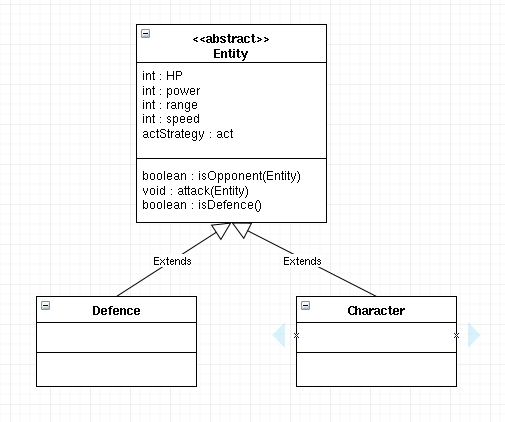 <<abstract>>
Entity
int : HP
int : power
int : range
int : speed
actStrategy : act
boolean : isOpponent(Entity)
void : attack(Entity)
boolean : isDefence()
Extends
Extends
Defence
Character